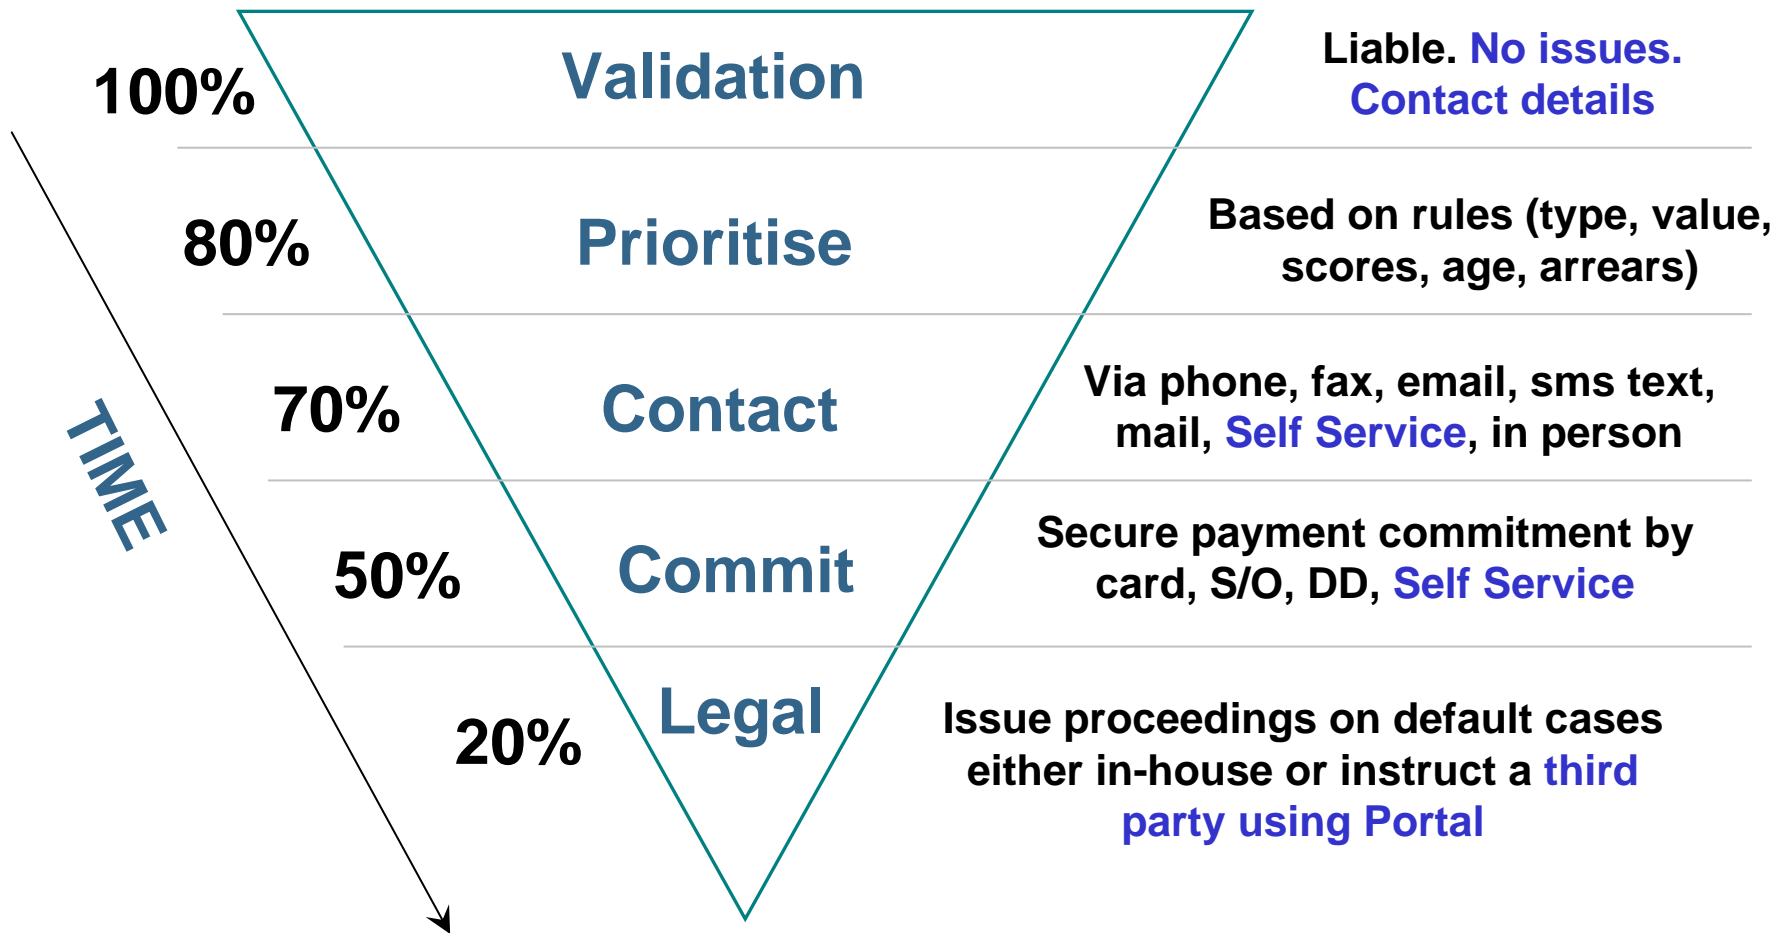 100%
Validation
Liable. No issues.
Contact details
80%
Prioritise
Based on rules (type, value,
scores, age, arrears)
70%
Contact
Via phone, fax, email, sms text,
mail, Self Service, in person
TIME
50%
Commit
Secure payment commitment by
card, S/O, DD, Self Service
20%
Legal
Issue proceedings on default cases
either in-house or instruct a third
party using Portal